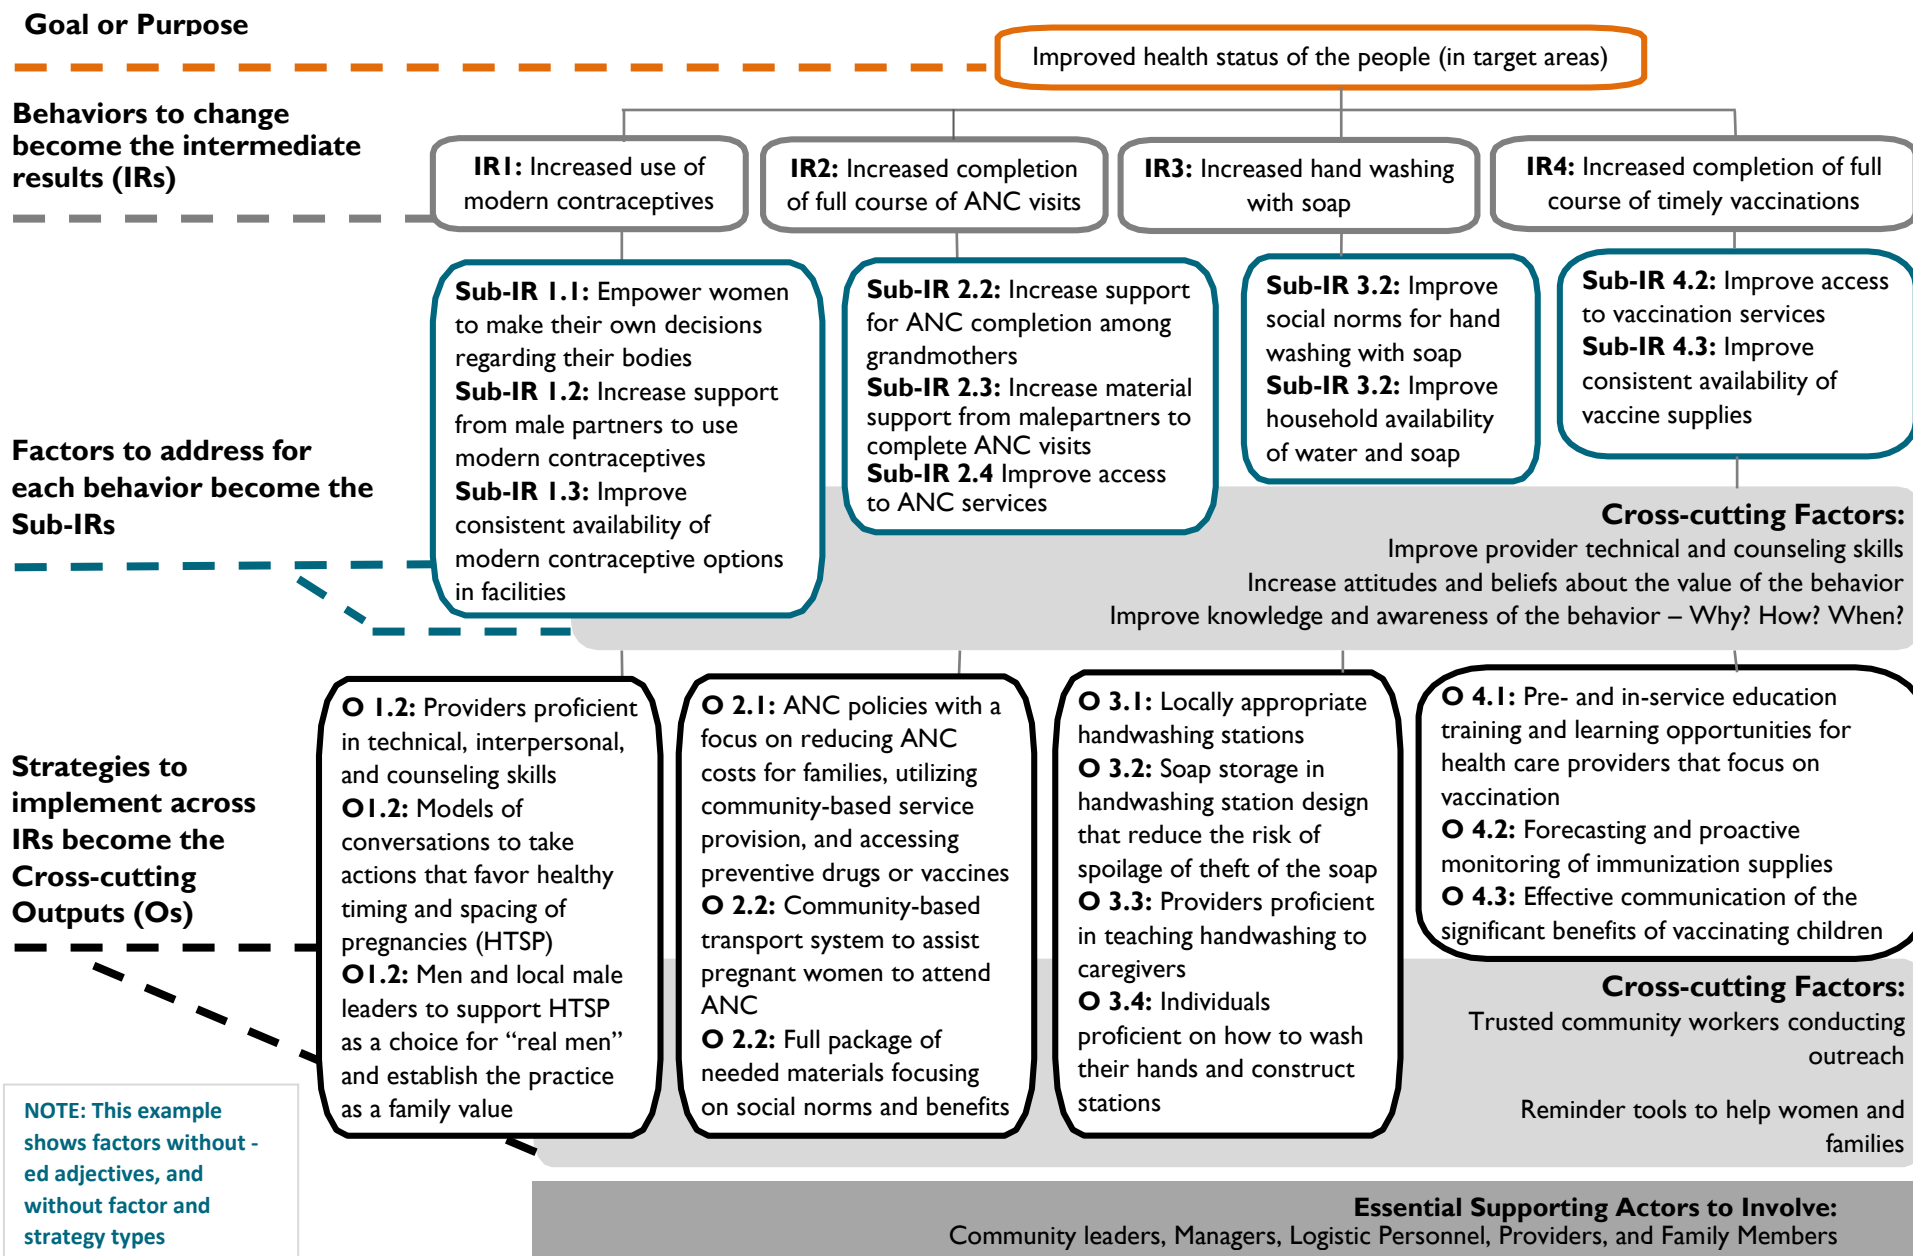 Goal or Purpose
Improved health status of the people (in target areas)
Behaviors to change
become the intermediate
results (IRs)
IR1: Increased use of
modern contraceptives
IR2: Increased completion
of full course of ANC visits
IR3: Increased hand washing
with soap
IR4: Increased completion of full
course of timely vaccinations
Factors to address for
each behavior become the
Sub-IRs
Sub-IR 1.1: Empower women
to make their own decisions
regarding their bodies
Sub-IR 1.2: Increase support
from male partners to use
modern contraceptives
Sub-IR 1.3: Improve
consistent availability of
modern contraceptive options
in facilities
Sub-IR 2.2: Increase support
for ANC completion among
grandmothers
Sub-IR 2.3: Increase material
support from malepartners to
complete ANC visits
Sub-IR 2.4 Improve access
to ANC services
Sub-IR 3.2: Improve
social norms for hand
washing with soap
Sub-IR 3.2: Improve
household availability
of water and soap
Sub-IR 4.2: Improve access
to vaccination services
Sub-IR 4.3: Improve
consistent availability of
vaccine supplies
Cross-cutting Factors:
Improve provider technical and counseling skills
Increase attitudes and beliefs about the value of the behavior
Improve knowledge and awareness of the behavior – Why? How? When?
Strategies to
implement across
IRs become the
Cross-cutting
Outputs (Os)
O 1.2: Providers proficient
in technical, interpersonal,
and counseling skills
O1.2: Models of
conversations to take
actions that favor healthy
timing and spacing of
pregnancies (HTSP)
O1.2: Men and local male
leaders to support HTSP
as a choice for “real men”
and establish the practice
as a family value
O 2.1: ANC policies with a
focus on reducing ANC
costs for families, utilizing
community-based service
provision, and accessing
preventive drugs or vaccines
O 2.2: Community-based
transport system to assist
pregnant women to attend
ANC
O 2.2: Full package of
needed materials focusing
on social norms and benefits
O 3.1: Locally appropriate
handwashing stations
O 3.2: Soap storage in
handwashing station design
that reduce the risk of
spoilage of theft of the soap
O 3.3: Providers proficient
in teaching handwashing to
caregivers
O 3.4: Individuals
proficient on how to wash
their hands and construct
stations
O 4.1: Pre- and in-service education
training and learning opportunities for
health care providers that focus on
vaccination
O 4.2: Forecasting and proactive
monitoring of immunization supplies
O 4.3: Effective communication of the
significant benefits of vaccinating children
Cross-cutting Factors:
Trusted community workers conducting
outreach
Reminder tools to help women and
families
NOTE: This example
shows factors without -
ed adjectives, and
without factor and
strategy types
Essential Supporting Actors to Involve:
Community leaders, Managers, Logistic Personnel, Providers, and Family Members